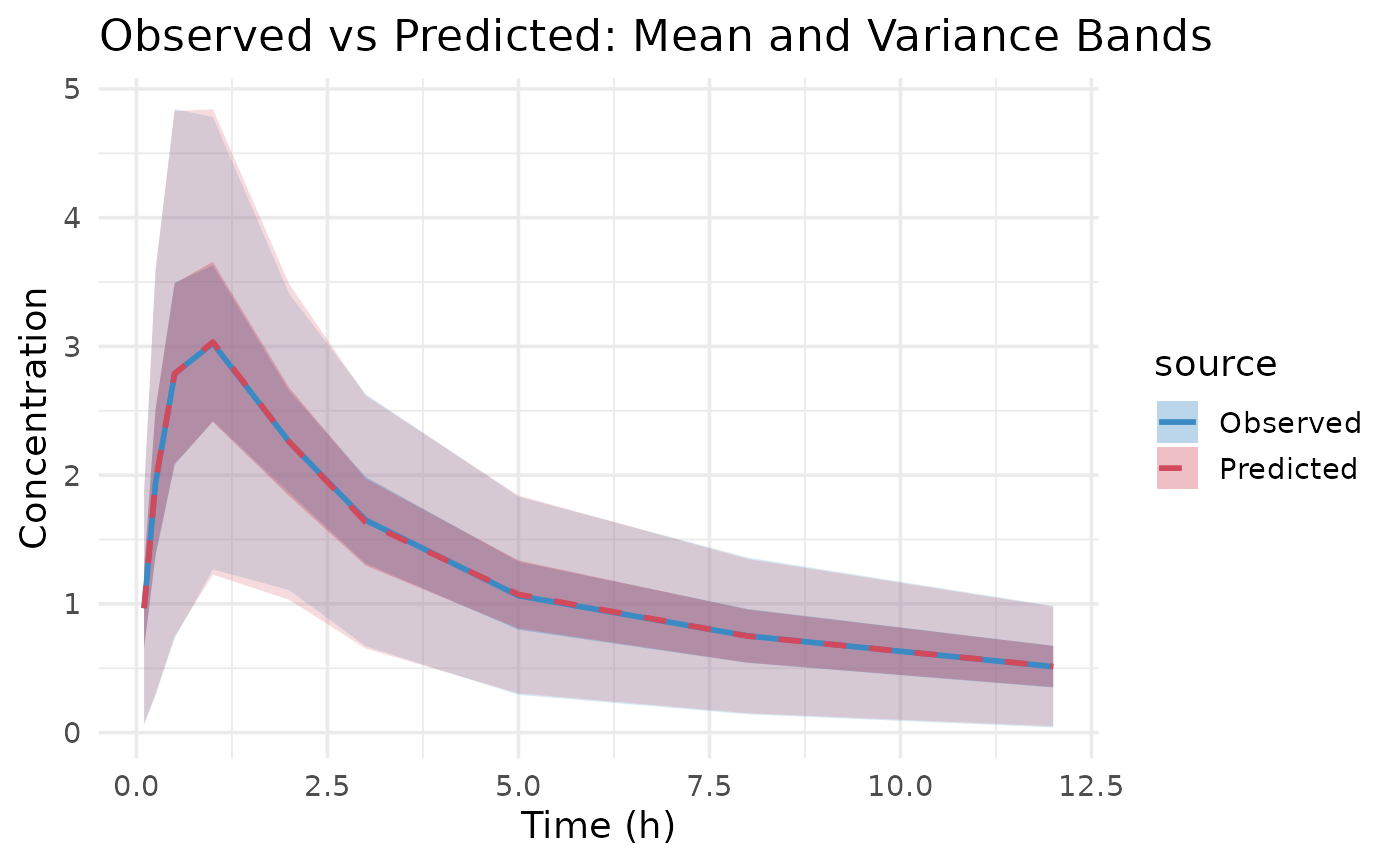 Observed vs Predicted: Mean and Variance Bands
5
4
3
2
1
0
Concentration
0.0 2.5 5.0 7.5 10.0 12.5
Time (h)
source
Observed
Predicted